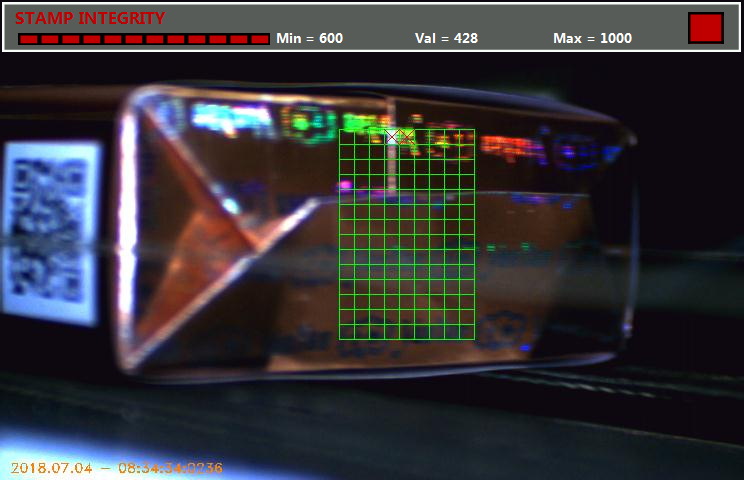 STAMP INTEGRITY
Min = 600 Val = 428 Max = 1000
2018.07.04 - 08:34:34:0236